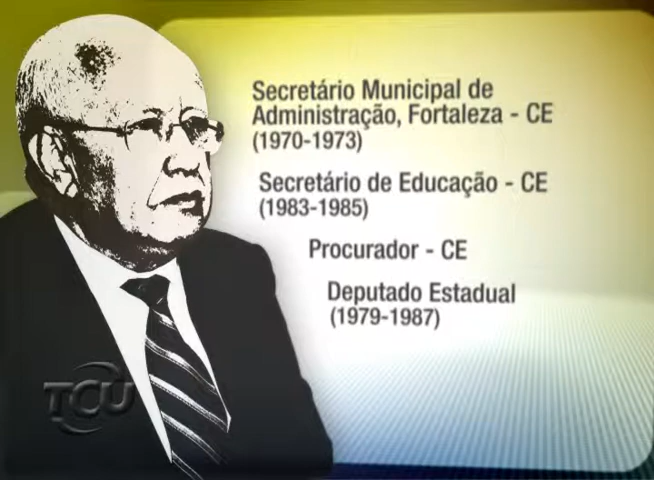 Secretário Municipal de
Administração, Fortaleza - CE
(1970-1973)
Secretário de Educação - CE
(1983-1985)
Procurador - CE
Deputado Estadual
(1979-1987)
TCU